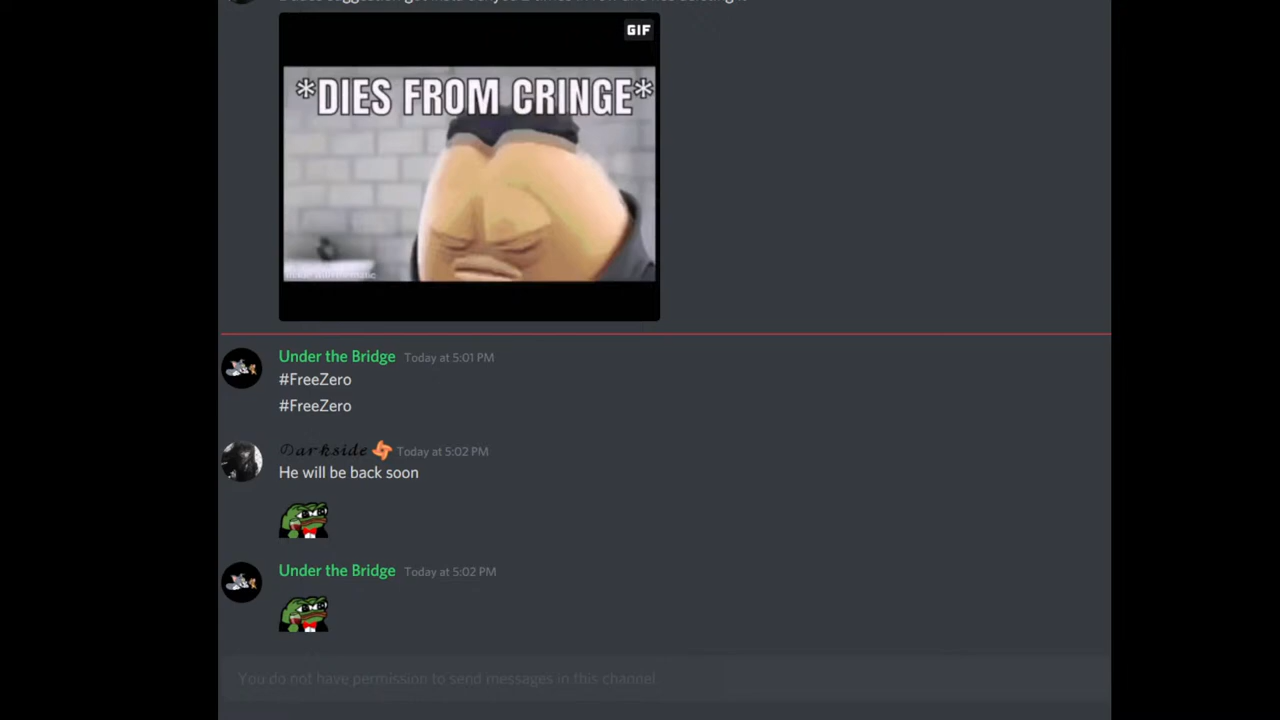 GIF
*DIES FROM CRINGE*
Under the Bridge Today at 5:01 PM
#FreeZero
#FreeZero
Darkside Today at 5:02 PM
He will be back soon
Under the Bridge Today at 5:02 PM
You do not have permission to send messages in this channel